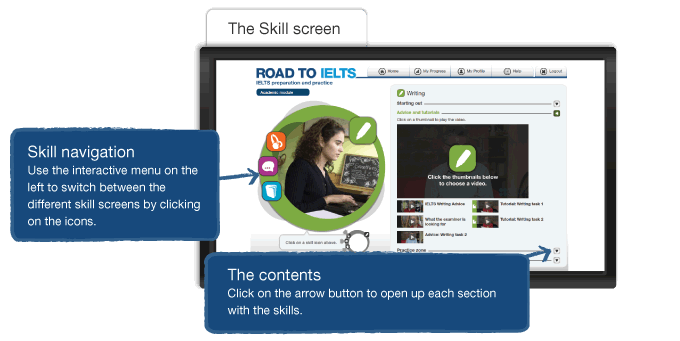 The Skill screen
ROAD TO IELTS
IELTS preparation and practice
Academic module
Home
My Progress
My Profile
Help
Logout
Writing
Starting out
Advice and tutorials
Click on a thumbnail to play the video.
Click the thumbnails below
to choose a video.
IELTS Writing Advice
Tutorial: Writing task 1
What the examiner is
looking for
Tutorial: Writing task 2
Advice: Writing task 2
Practice zone
Click on a skill icon above.
Skill navigation
Use the interactive menu on the
left to switch between the
different skill screens by clicking
on the icons.
The contents
Click on the arrow button to open up each section
with the skills.